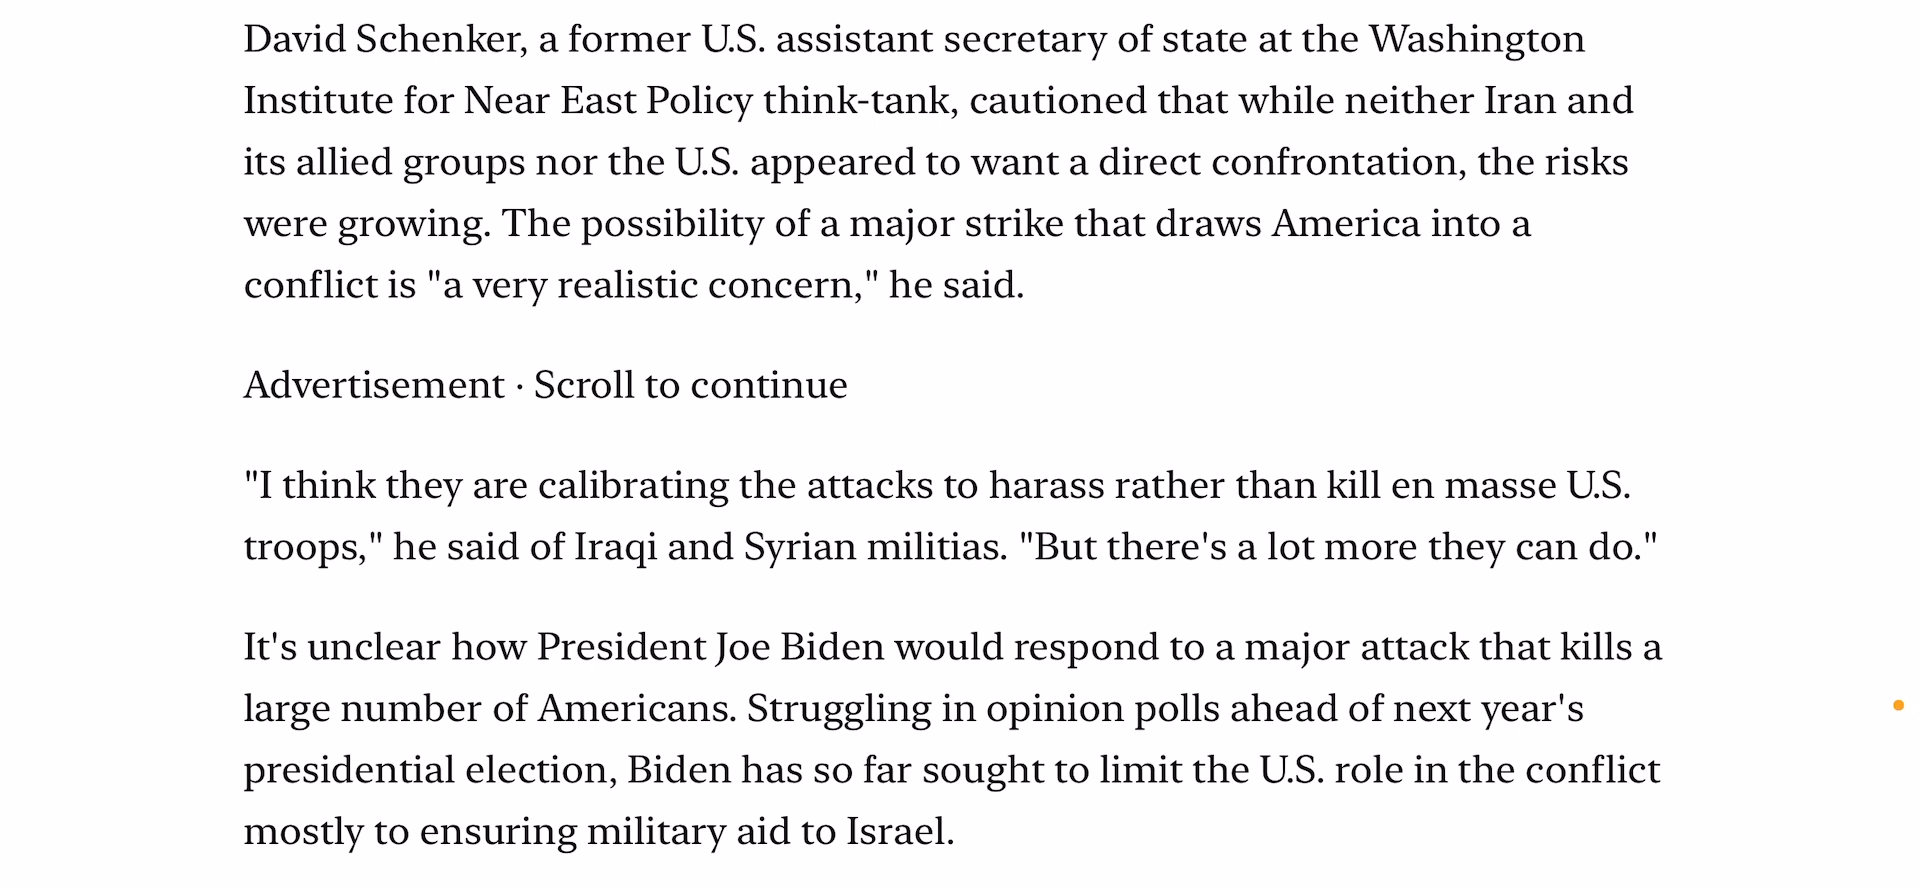 David Schenker, a former U.S. assistant secretary of state at the Washington
Institute for Near East Policy think-tank, cautioned that while neither Iran and
its allied groups nor the U.S. appeared to want a direct confrontation, the risks
were growing. The possibility of a major strike that draws America into a
conflict is "a very realistic concern," he said.
Advertisement · Scroll to continue
"I think they are calibrating the attacks to harass rather than kill en masse U.S.
troops," he said of Iraqi and Syrian militias. "But there's a lot more they can do."
It's unclear how President Joe Biden would respond to a major attack that kills a
large number of Americans. Struggling in opinion polls ahead of next year's
presidential election, Biden has so far sought to limit the U.S. role in the conflict
mostly to ensuring military aid to Israel.